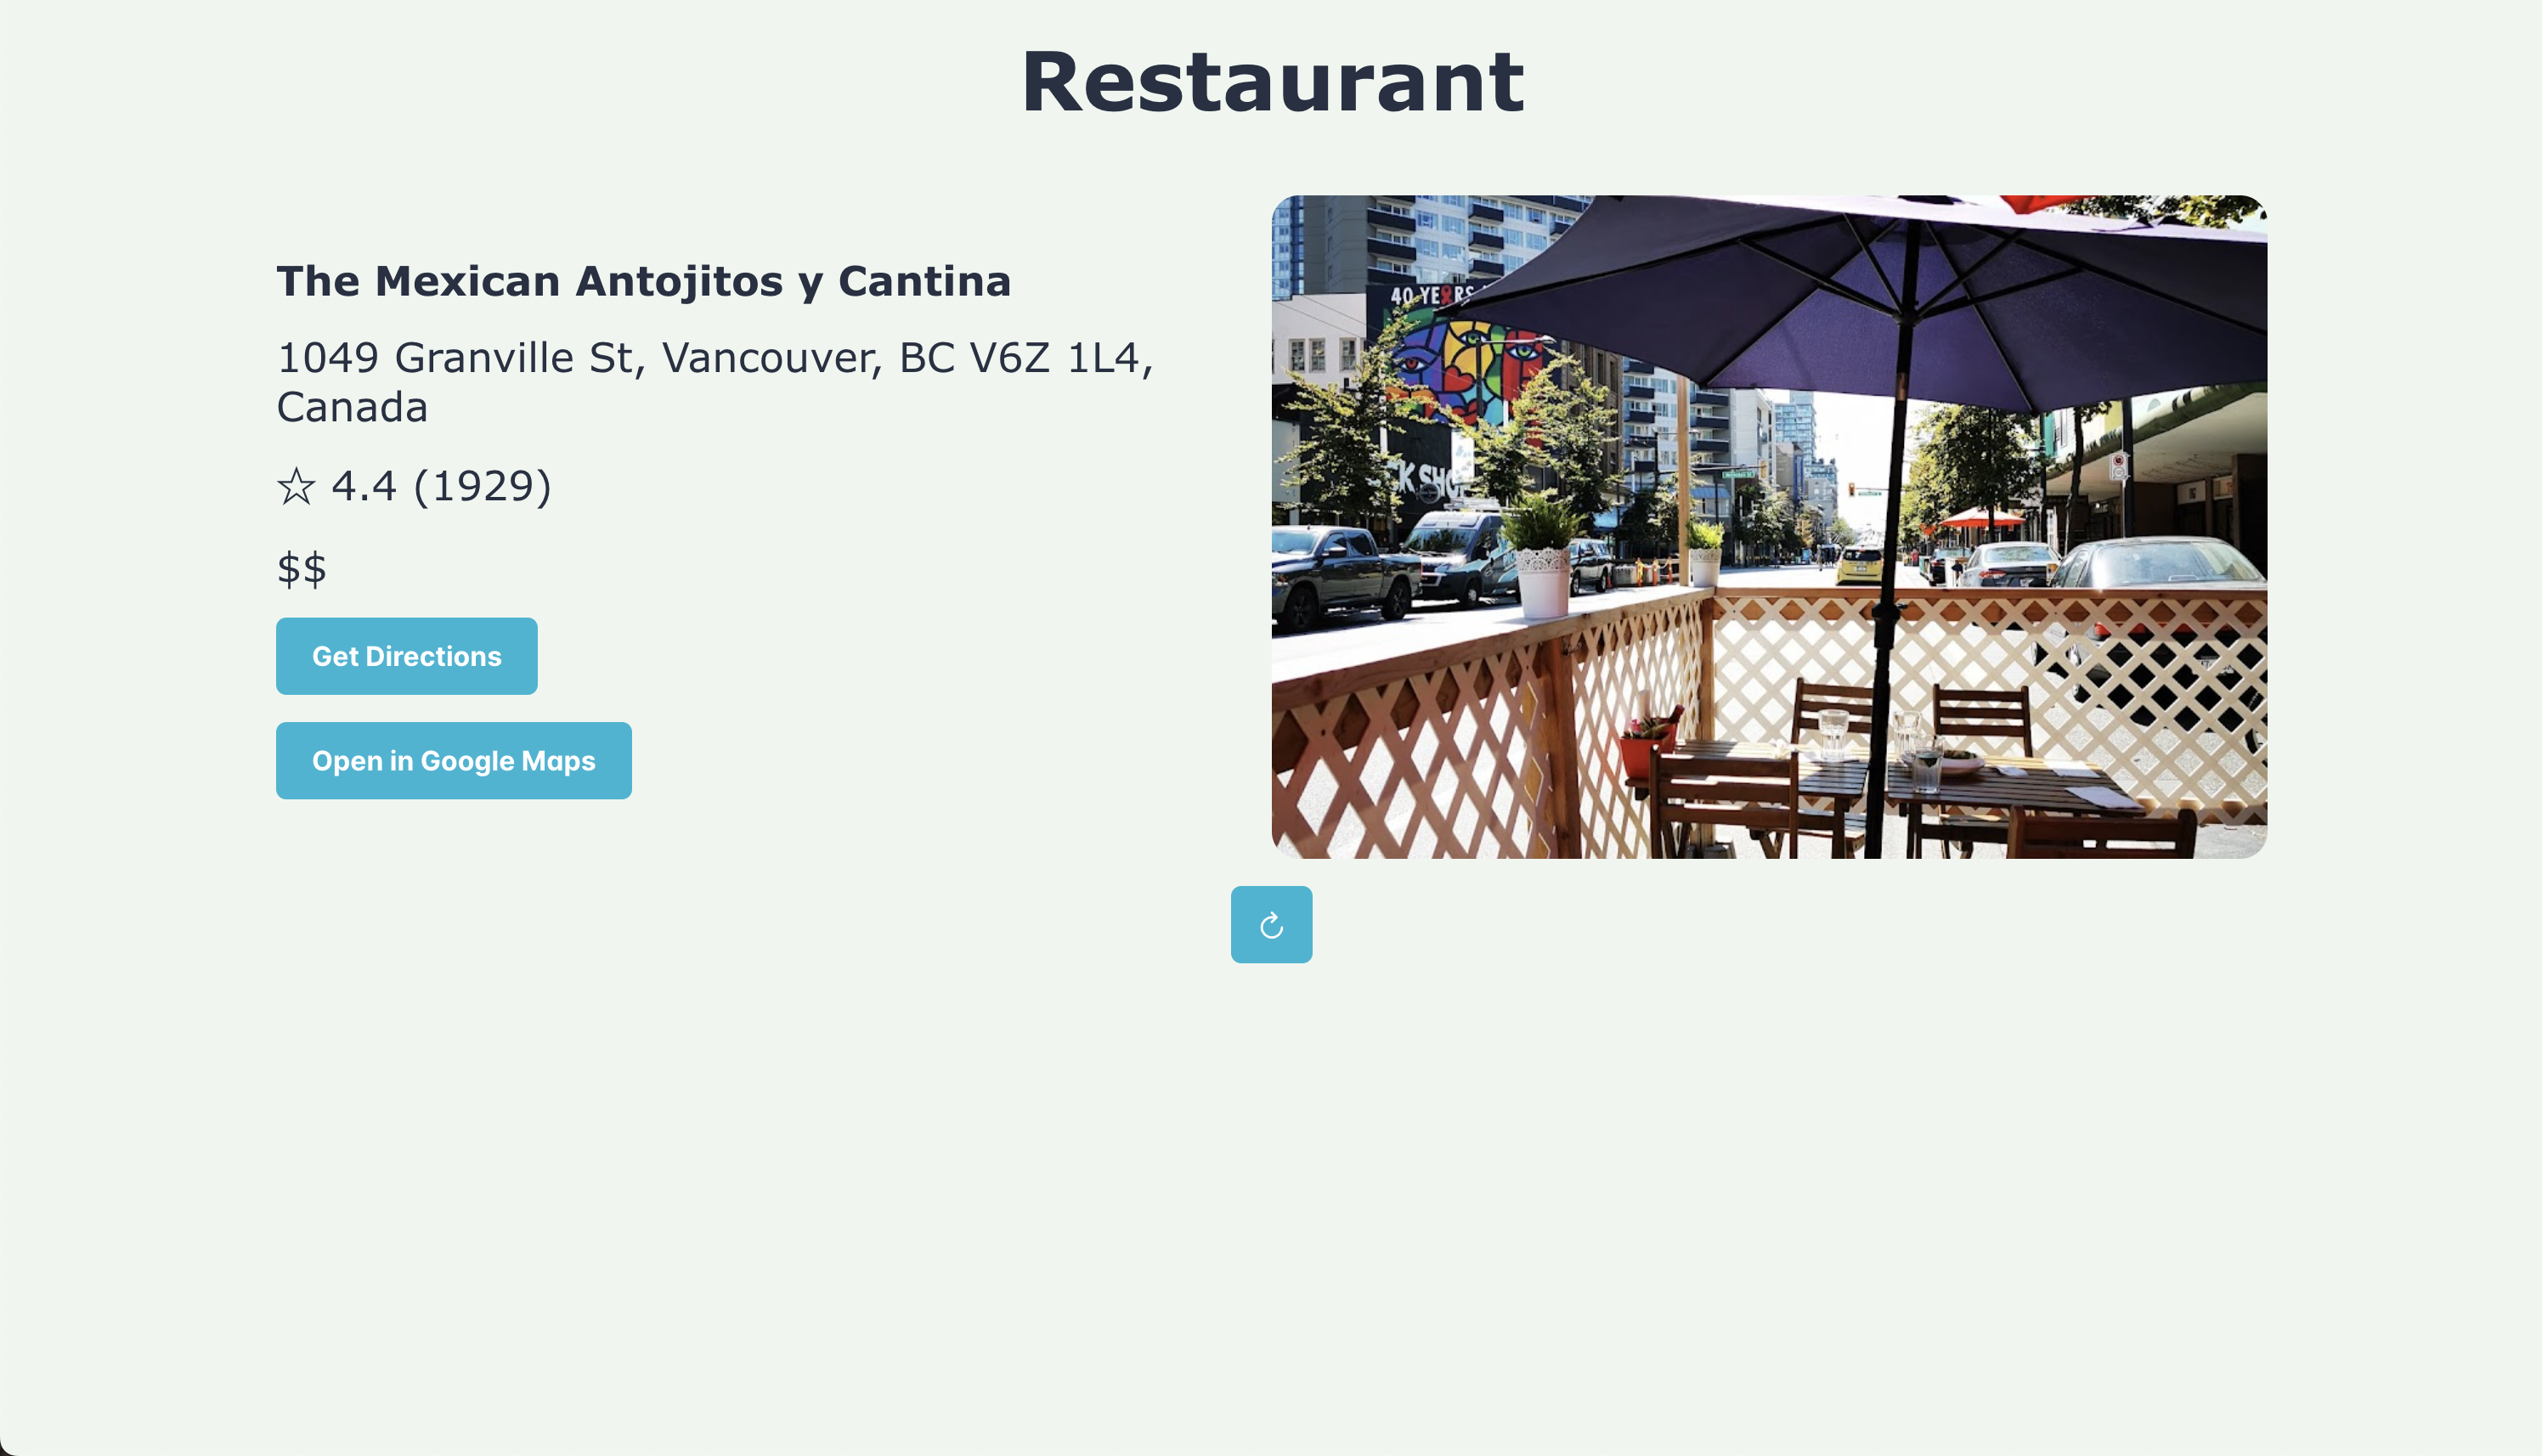 Restaurant
The Mexican Antojitos y Cantina
1049 Granville St, Vancouver, BC V6Z 1L4,
Canada
☆ 4.4 (1929)
$$
Get Directions
Open in Google Maps
40 YEARS
CK SHO